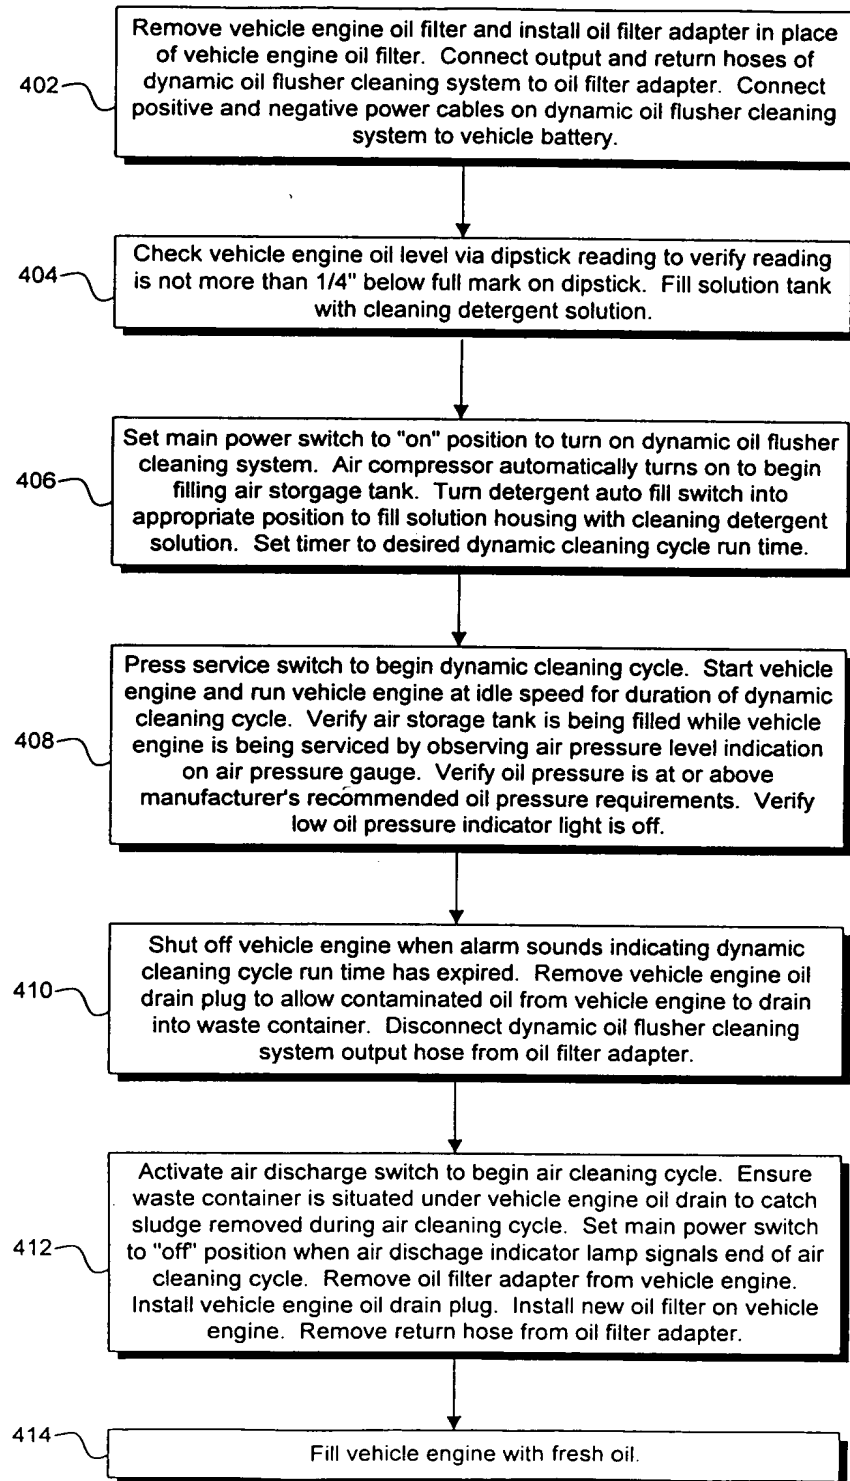 Remove vehicle engine oil filter and install oil filter adapter in place
of vehicle engine oil filter. Connect output and return hoses of
dynamic oil flusher cleaning system to oil filter adapter. Connect
positive and negative power cables on dynamic oil flusher cleaning
system to vehicle battery.
402
Check vehicle engine oil level via dipstick reading to verify reading
is not more than 1/4" below full mark on dipstick. Fill solution tank
with cleaning detergent solution.
404
Set main power switch to "on" position to turn on dynamic oil flusher
cleaning system. Air compressor automatically turns on to begin
filling air storgage tank. Turn detergent auto fill switch into
appropriate position to fill solution housing with cleaning detergent
solution. Set timer to desired dynamic cleaning cycle run time.
406
Press service switch to begin dynamic cleaning cycle. Start vehicle
engine and run vehicle engine at idle speed for duration of dynamic
cleaning cycle. Verify air storage tank is being filled while vehicle
engine is being serviced by observing air pressure level indication
on air pressure gauge. Verify oil pressure is at or above
manufacturer's recommended oil pressure requirements. Verify
low oil pressure indicator light is off.
408
Shut off vehicle engine when alarm sounds indicating dynamic
cleaning cycle run time has expired. Remove vehicle engine oil
drain plug to allow contaminated oil from vehicle engine to drain
into waste container. Disconnect dynamic oil flusher cleaning
system output hose from oil filter adapter.
410
Activate air discharge switch to begin air cleaning cycle. Ensure
waste container is situated under vehicle engine oil drain to catch
sludge removed during air cleaning cycle. Set main power switch
to "off" position when air dischage indicator lamp signals end of air
cleaning cycle. Remove oil filter adapter from vehicle engine.
Install vehicle engine oil drain plug. Install new oil filter on vehicle
engine. Remove return hose from oil filter adapter.
412
Fill vehicle engine with fresh oil.
414